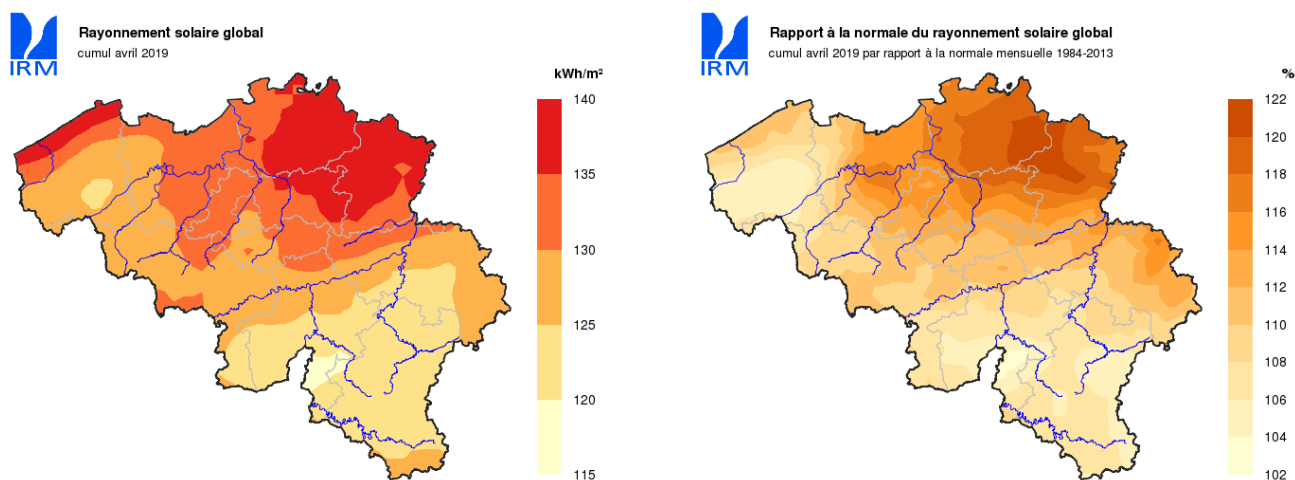 Rayonnement solaire global
cumul avril 2019
IRM
kWh/m²
140
135
130
125
120
115
Rapport à la normale du rayonnement solaire global
cumul avril 2019 par rapport à la normale mensuelle 1984-2013
IRM
%
122
120
118
116
114
112
110
108
106
104
102